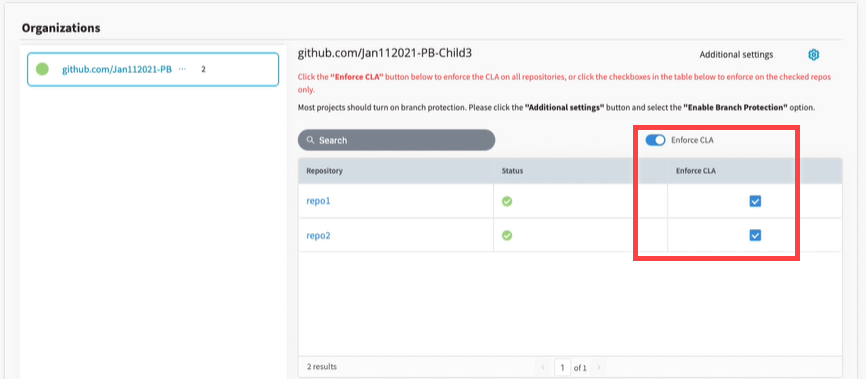 Organizations
github.com/Jan112021-PB ··· 2
github.com/Jan112021-PB-Child3
Additional settings
Click the "Enforce CLA" button below to enforce the CLA on all repositories, or click the checkboxes in the table below to enforce on the checked repos
only.
Most projects should turn on branch protection. Please click the "Additional settings" button and select the "Enable Branch Protection" option.
Search
Enforce CLA
Repository Status Enforce CLA
repo1
repo2
2 results
1 of 1